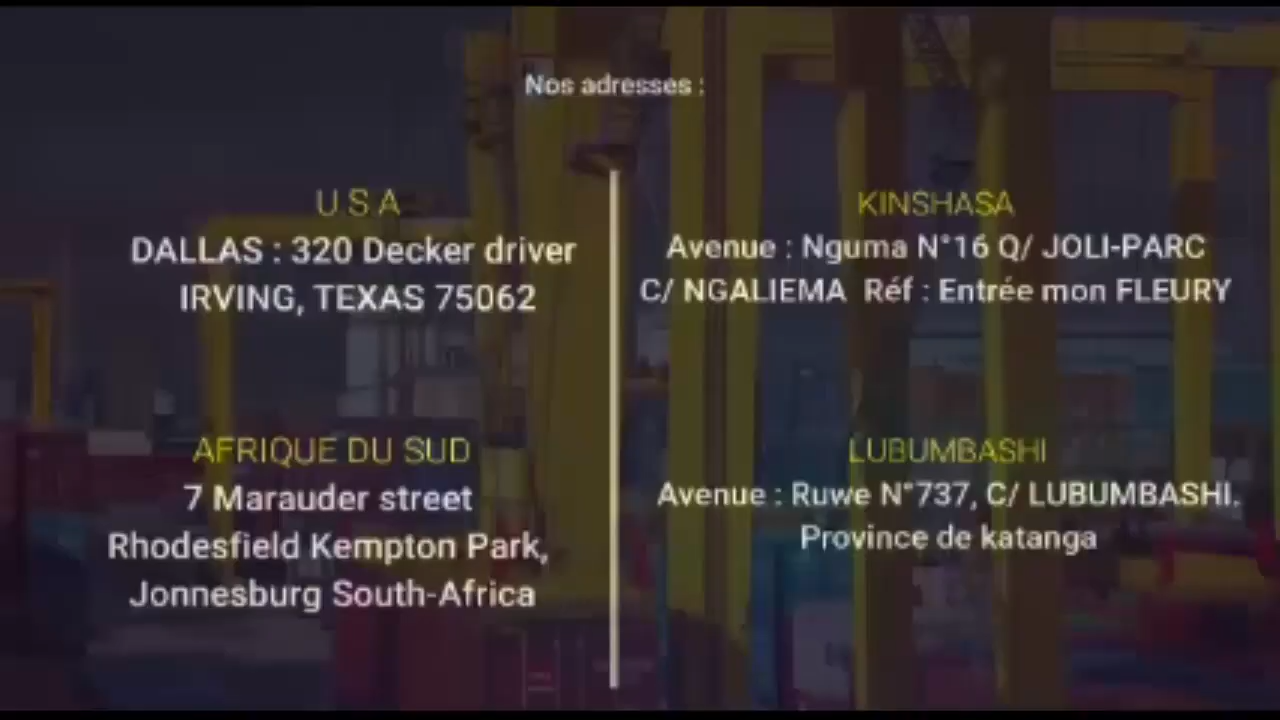 Nos adresses :
U S A
DALLAS : 320 Decker driver
IRVING, TEXAS 75062
KINSHASA
Avenue : Nguma N°16 Q/ JOLI-PARC
C/ NGALIEMA Réf : Entrée mon FLEURY
AFRIQUE DU SUD
7 Marauder street
Rhodesfield Kempton Park,
Jonnesburg South-Africa
LUBUMBASHI
Avenue : Ruwe N°737, C/ LUBUMBASHI.
Province de katanga